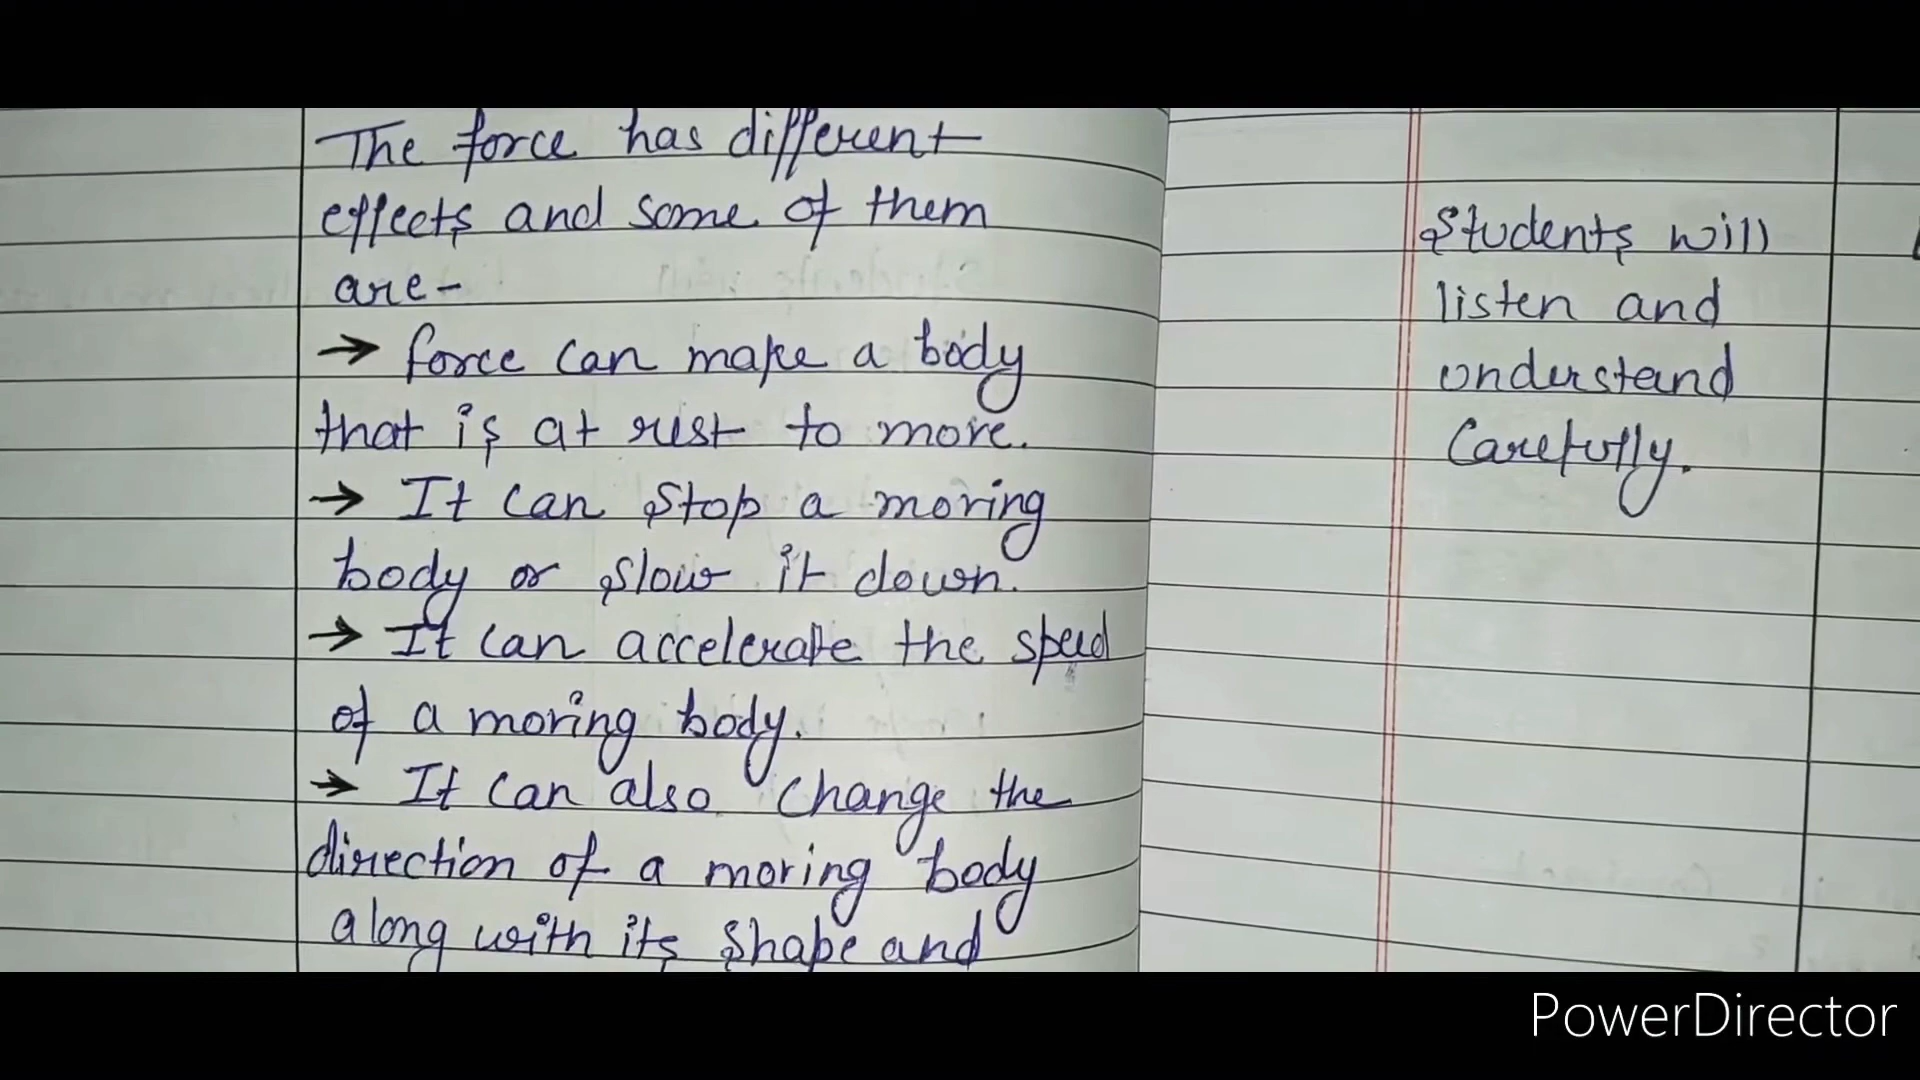 The force has different
effects and some of them
are-
→ force can make a body
that is at rest to move.
→ It can stop a moving
body or slow it down.
→ It can accelerate the speed
of a moving body.
→ It can also change the
direction of a moving body
along with its shape and
Students will
listen and
understand
Carefully.
PowerDirector